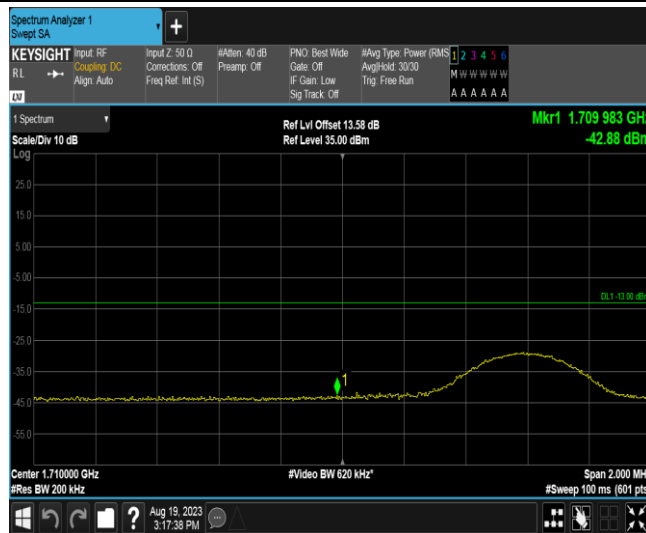 Spectrum Analyzer 1
Swept SA
+
KEYSIGHT
RL
LXI
Input: RF
Coupling: DC
Align: Auto
Input Z: 50 Ω
Corrections: Off
Freq Ref: Int (S)
#Atten: 40 dB
Preamp: Off
PNO: Best Wide
Gate: Off
IF Gain: Low
Sig Track: Off
#Avg Type: Power (RMS
Avg|Hold: 30/30
Trig: Free Run
1 2 3 4 5 6
M W W W W W
A A A A A A
1 Spectrum
Scale/Div 10 dB
Ref Lvl Offset 13.58 dB
Ref Level 35.00 dBm
Mkr1 1.709 983 GHz
-42.88 dBm
Log
25.0
15.0
5.00
-5.00
DL1 -13.00 dBm
-15.0
-25.0
-35.0
1
-45.0
-55.0
Center 1.710000 GHz
#Video BW 620 kHz*
Span 2.000 MH
#Res BW 200 kHz
#Sweep 100 ms (601 pts
?
Aug 19, 2023
3:17:38 PM